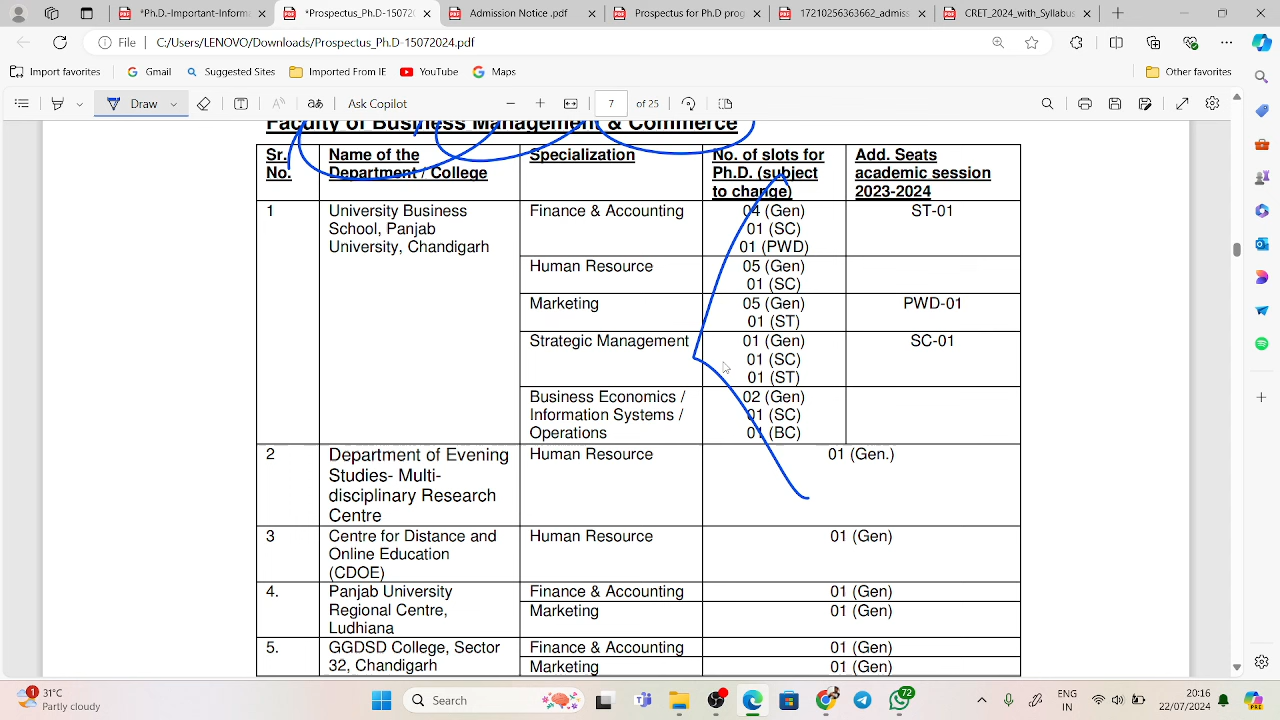 *Ph.D.-Important-Inform
*Prospectus_Ph.D-15072024
Admission Notice .pdf
Prospectus for Ph.D prog
17210256363662_admiss
CRET2024_with_Syllabus
File
C:/Users/LENOVO/Downloads/Prospectus_Ph.D-15072024.pdf
Import favorites
Gmail
Suggested Sites
Imported From IE
YouTube
Maps
Other favorites
Draw
Ask Copilot
7 of 25
Faculty of Business Management & Commerce
Sr. No.
Name of the Department / College
Specialization
No. of slots for Ph.D. (subject to change)
Add. Seats academic session 2023-2024
1
University Business
School, Panjab
University, Chandigarh
Finance & Accounting
04 (Gen)
01 (SC)
01 (PWD)
ST-01
Human Resource
05 (Gen)
01 (SC)
Marketing
05 (Gen)
01 (ST)
PWD-01
Strategic Management
01 (Gen)
01 (SC)
01 (ST)
SC-01
Business Economics /
Information Systems /
Operations
02 (Gen)
01 (SC)
01 (BC)
2
Department of Evening
Studies- Multi-
disciplinary Research
Centre
Human Resource
01 (Gen.)
3
Centre for Distance and
Online Education
(CDOE)
Human Resource
01 (Gen)
4.
Panjab University
Regional Centre,
Ludhiana
Finance & Accounting
01 (Gen)
Marketing
01 (Gen)
5.
GGDSD College, Sector
32, Chandigarh
Finance & Accounting
01 (Gen)
Marketing
01 (Gen)
1
31°C
Partly cloudy
Search
72
ENG
IN
20:16
22/07/2024